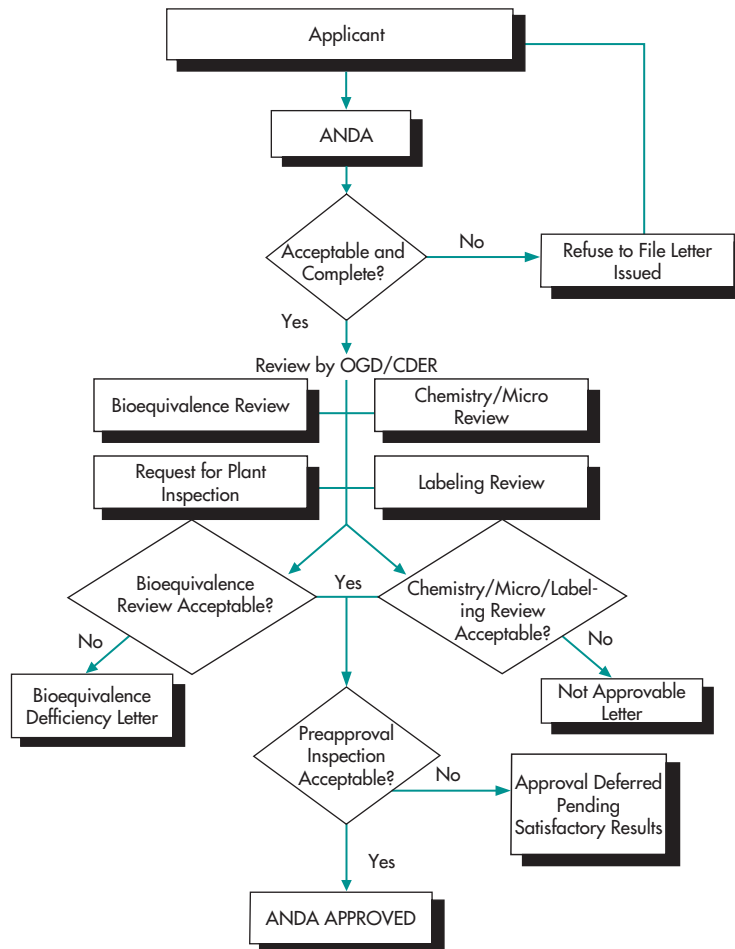 Applicant
ANDA
Acceptable and
Complete?
No
Refuse to File Letter
Issued
Yes
Review by OGD/CDER
Bioequivalence Review
Chemistry/Micro
Review
Request for Plant
Inspection
Labeling Review
Bioequivalence
Review Acceptable?
Yes
Chemistry/Micro/Label-
ing Review
Acceptable?
No
No
Bioequivalence
Defficiency Letter
Not Approvable
Letter
Preapproval
Inspection
Acceptable?
No
Approval Deferred
Pending
Satisfactory Results
Yes
ANDA APPROVED